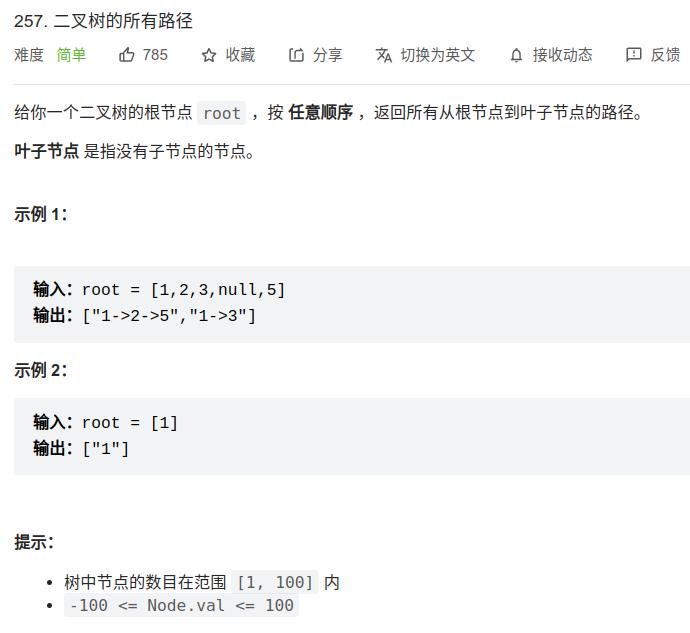 257. 二叉树的所有路径
难度 简单 785 收藏 分享 切换为英文 接收动态 反馈
给你一个二叉树的根节点 root ，按 任意顺序 ，返回所有从根节点到叶子节点的路径。
叶子节点 是指没有子节点的节点。
示例 1：
输入：root = [1,2,3,null,5]
输出：["1->2->5","1->3"]
示例 2：
输入：root = [1]
输出：["1"]
提示：
• 树中节点的数目在范围 [1, 100] 内
• -100 <= Node.val <= 100